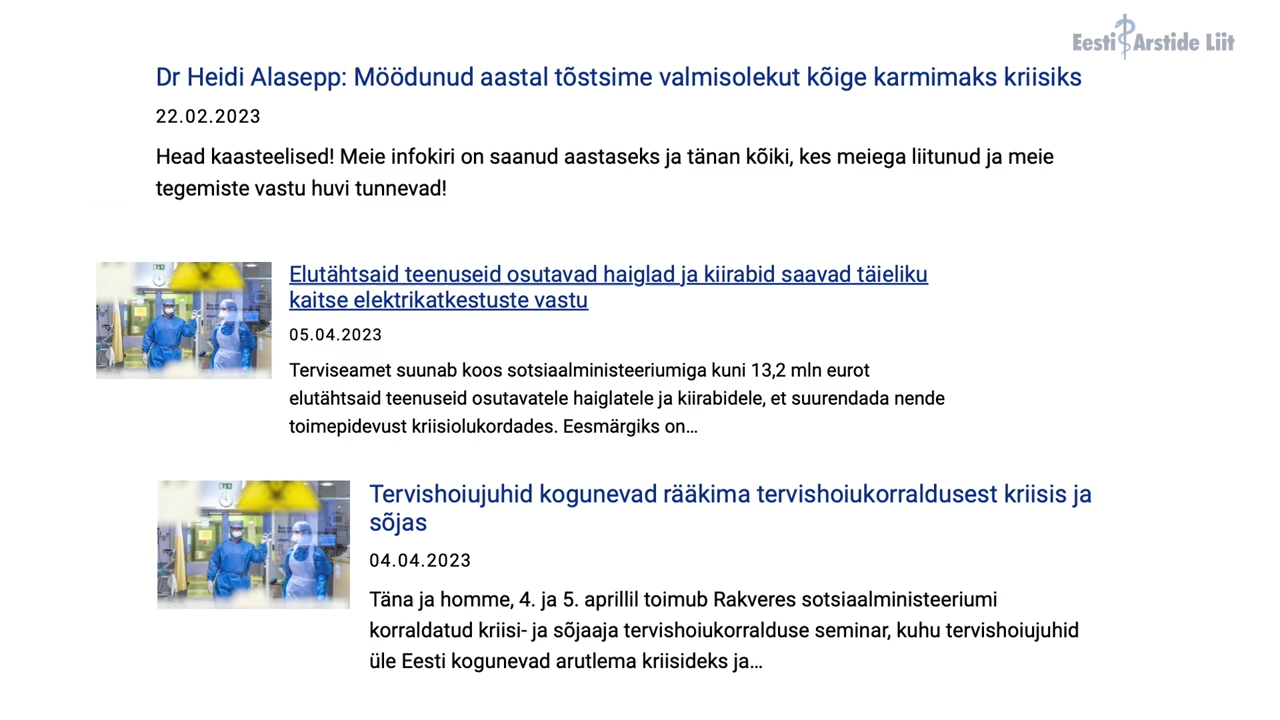 Eesti Arstide Liit
Dr Heidi Alasepp: Möödunud aastal tõstsime valmisolekut kõige karmimaks kriisiks
22.02.2023
Head kaasteelised! Meie infokiri on saanud aastaseks ja tänan kõiki, kes meiega liitunud ja meie
tegemiste vastu huvi tunnevad!
Elutähtsaid teenuseid osutavad haiglad ja kiirabid saavad täieliku
kaitse elektrikatkestuste vastu
05.04.2023
Terviseamet suunab koos sotsiaalministeeriumiga kuni 13,2 mln eurot
elutähtsaid teenuseid osutavatele haiglatele ja kiirabidele, et suurendada nende
toimepidevust kriisiolukordades. Eesmärgiks on…
Tervishoiujuhid kogunevad rääkima tervishoiukorraldusest kriisis ja
sõjas
04.04.2023
Täna ja homme, 4. ja 5. aprillil toimub Rakveres sotsiaalministeeriumi
korraldatud kriisi- ja sõjaaja tervishoiukorralduse seminar, kuhu tervishoiujuhid
üle Eesti kogunevad arutlema kriisideks ja…